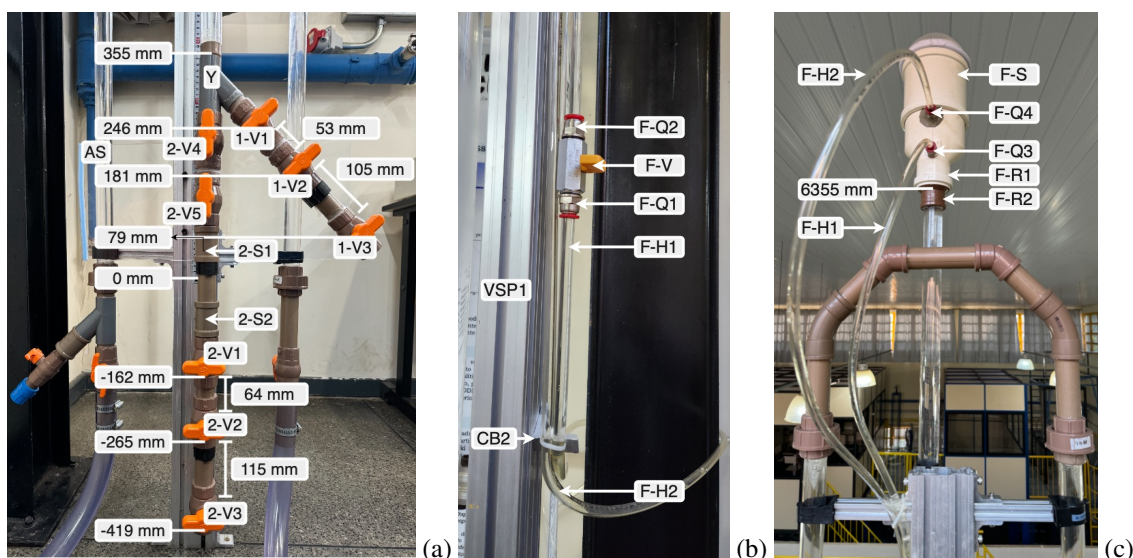 355 mm
Y
246 mm
1-V1
53 mm
2-V4
AS
105 mm
181 mm
1-V2
2-V5
79 mm
2-S1
1-V3
0 mm
2-S2
2-V1
-162 mm
64 mm
2-V2
-265 mm
115 mm
2-V3
-419 mm
(a)
F-Q2
F-V
F-Q1
F-H1
VSP1
CB2
F-H2
(b)
F-H2
F-S
F-Q4
F-Q3
F-R1
6355 mm
F-R2
F-H1
(c)